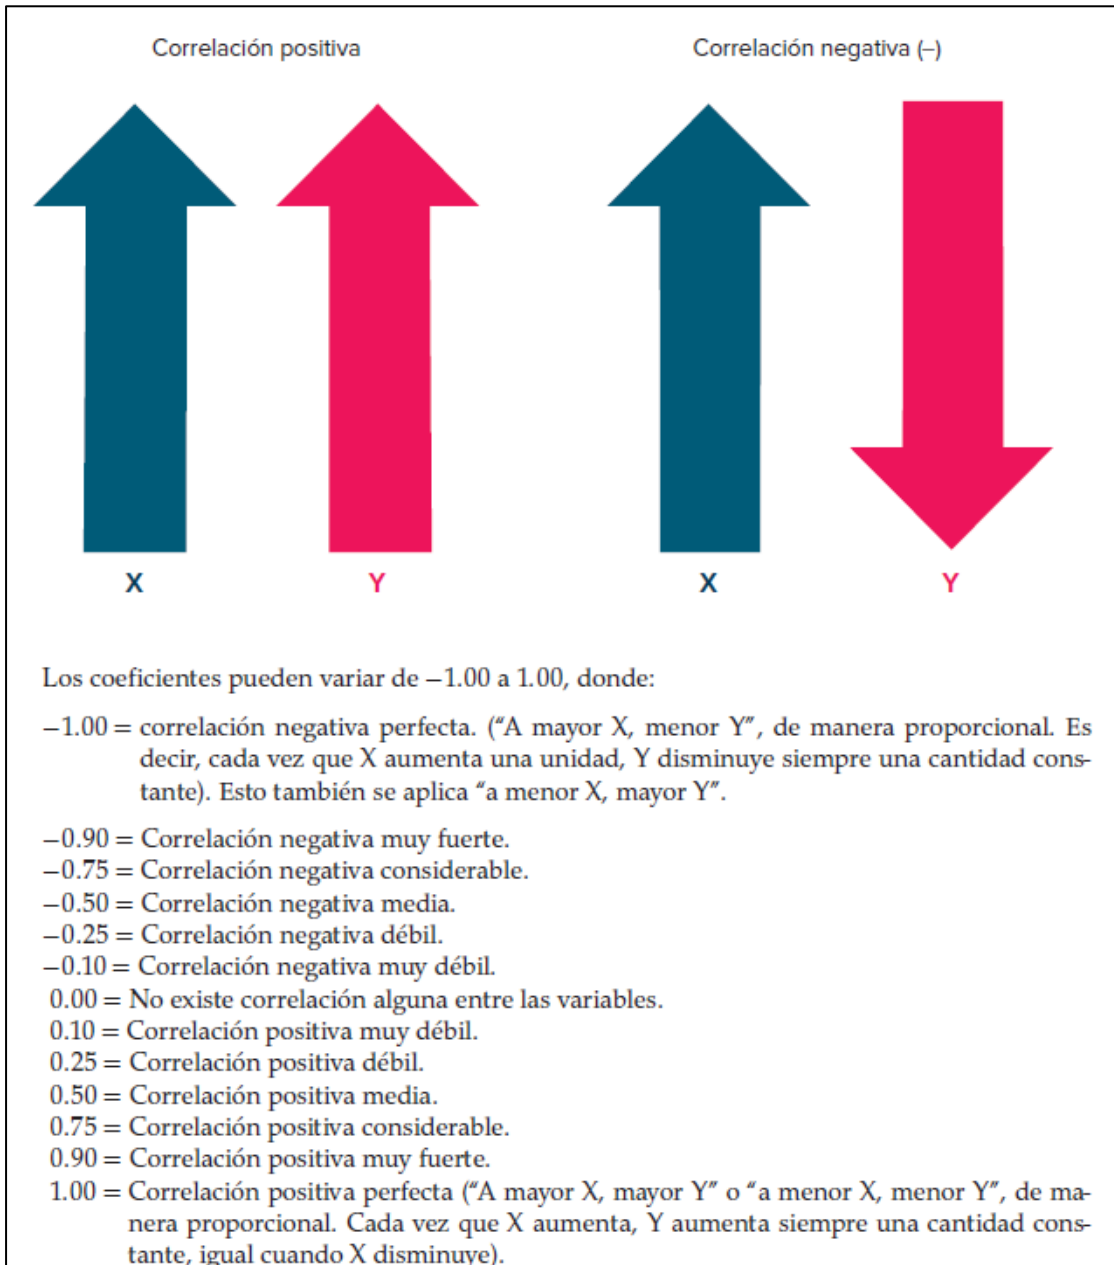 Correlación positiva
Correlación negativa (–)
X
Y
X
Y
Los coeficientes pueden variar de −1.00 a 1.00, donde:
−1.00 = correlación negativa perfecta. (“A mayor X, menor Y”, de manera proporcional. Es
decir, cada vez que X aumenta una unidad, Y disminuye siempre una cantidad cons-
tante). Esto también se aplica “a menor X, mayor Y”.
−0.90 = Correlación negativa muy fuerte.
−0.75 = Correlación negativa considerable.
−0.50 = Correlación negativa media.
−0.25 = Correlación negativa débil.
−0.10 = Correlación negativa muy débil.
0.00 = No existe correlación alguna entre las variables.
0.10 = Correlación positiva muy débil.
0.25 = Correlación positiva débil.
0.50 = Correlación positiva media.
0.75 = Correlación positiva considerable.
0.90 = Correlación positiva muy fuerte.
1.00 = Correlación positiva perfecta (“A mayor X, mayor Y” o “a menor X, menor Y”, de ma-
nera proporcional. Cada vez que X aumenta, Y aumenta siempre una cantidad cons-
tante, igual cuando X disminuye).